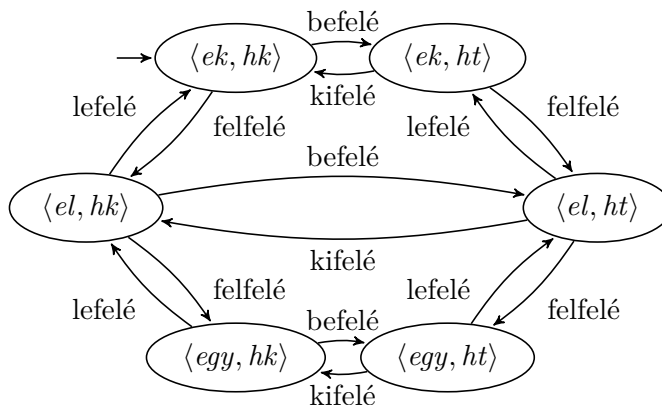 befelé
⟨ek, hk⟩ ⟨ek, ht⟩
kifelé
lefelé felfelé lefelé felfelé
befelé
⟨el, hk⟩ ⟨el, ht⟩
kifelé
lefelé felfelé lefelé felfelé
befelé
⟨egy, hk⟩ ⟨egy, ht⟩
kifelé